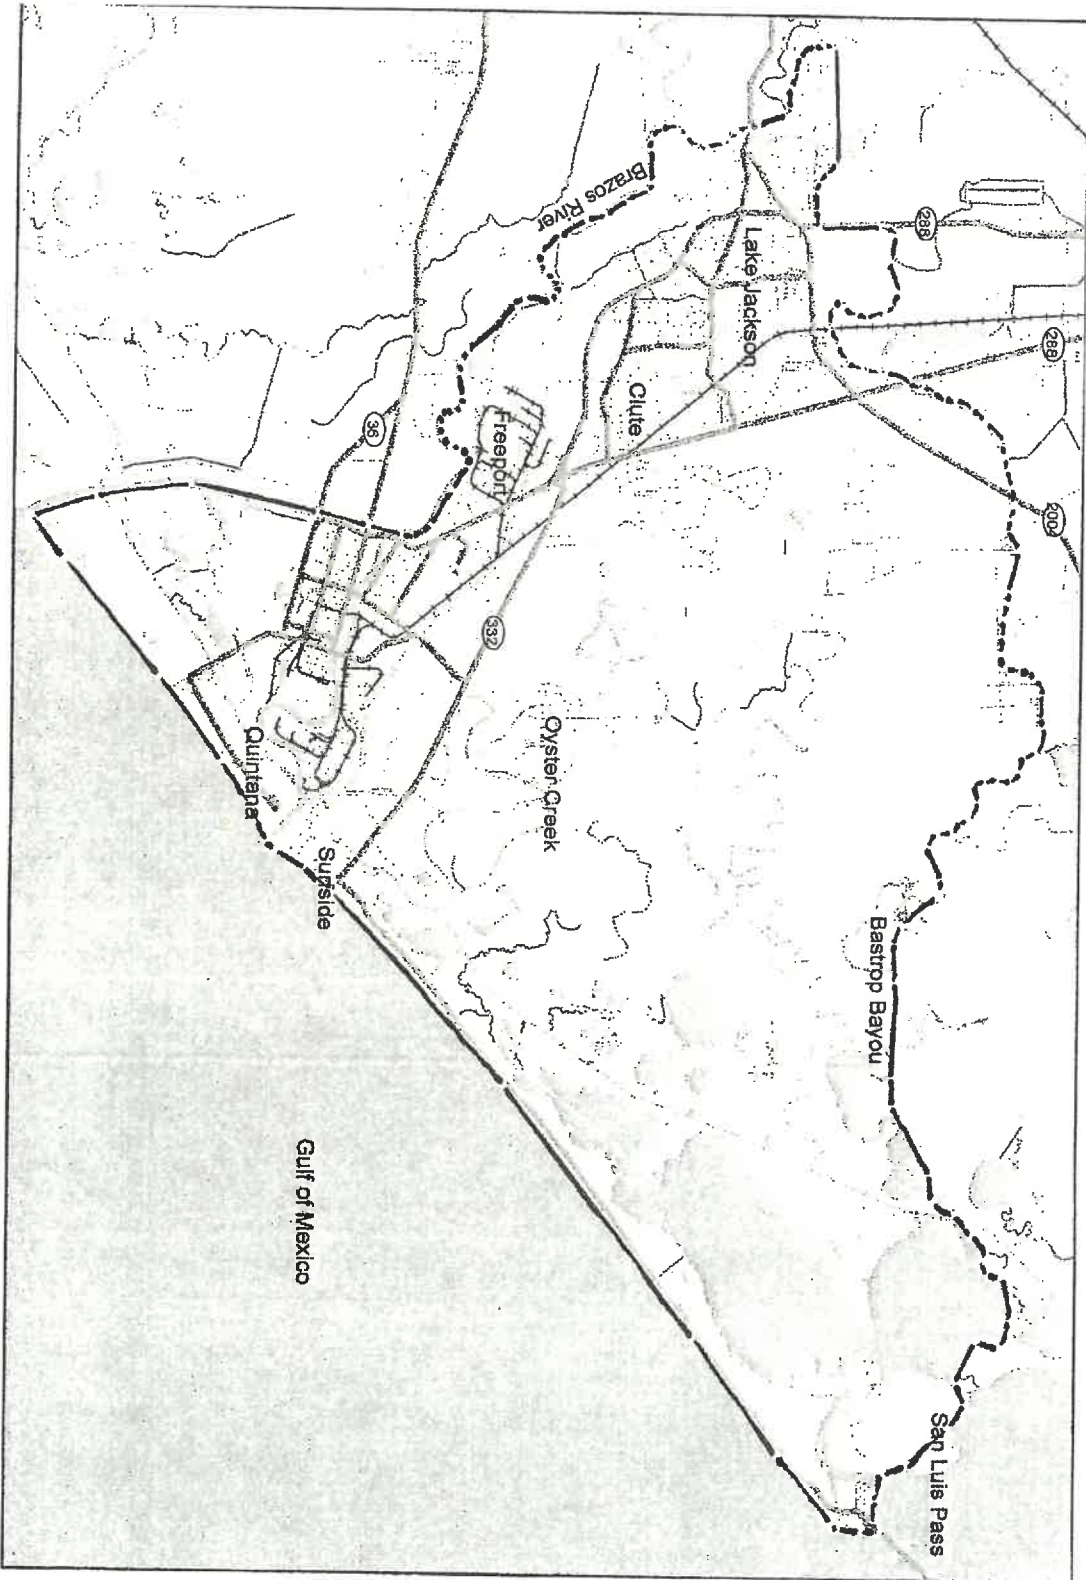 288
288
2004
Lake Jackson
Brazos River
Clute
Freeport
36
332
Oyster Creek
Bastrop Bayou
San Luis Pass
Quintana
Surfside
Gulf of Mexico